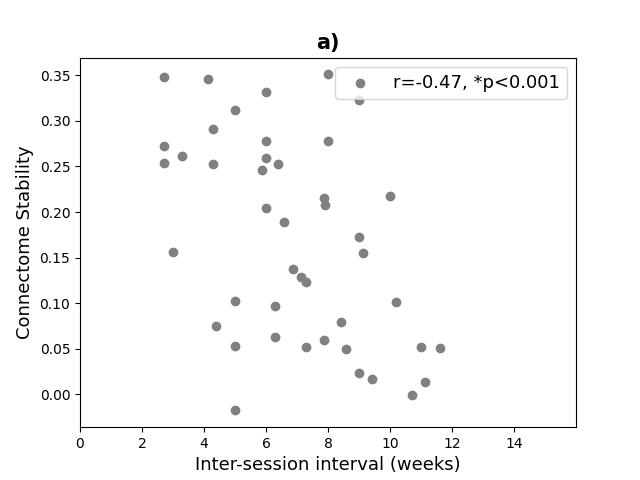 a)
r=-0.47, *p<0.001
Connectome Stability
0.35
0.30
0.25
0.20
0.15
0.10
0.05
0.00
0 2 4 6 8 10 12 14
Inter-session interval (weeks)